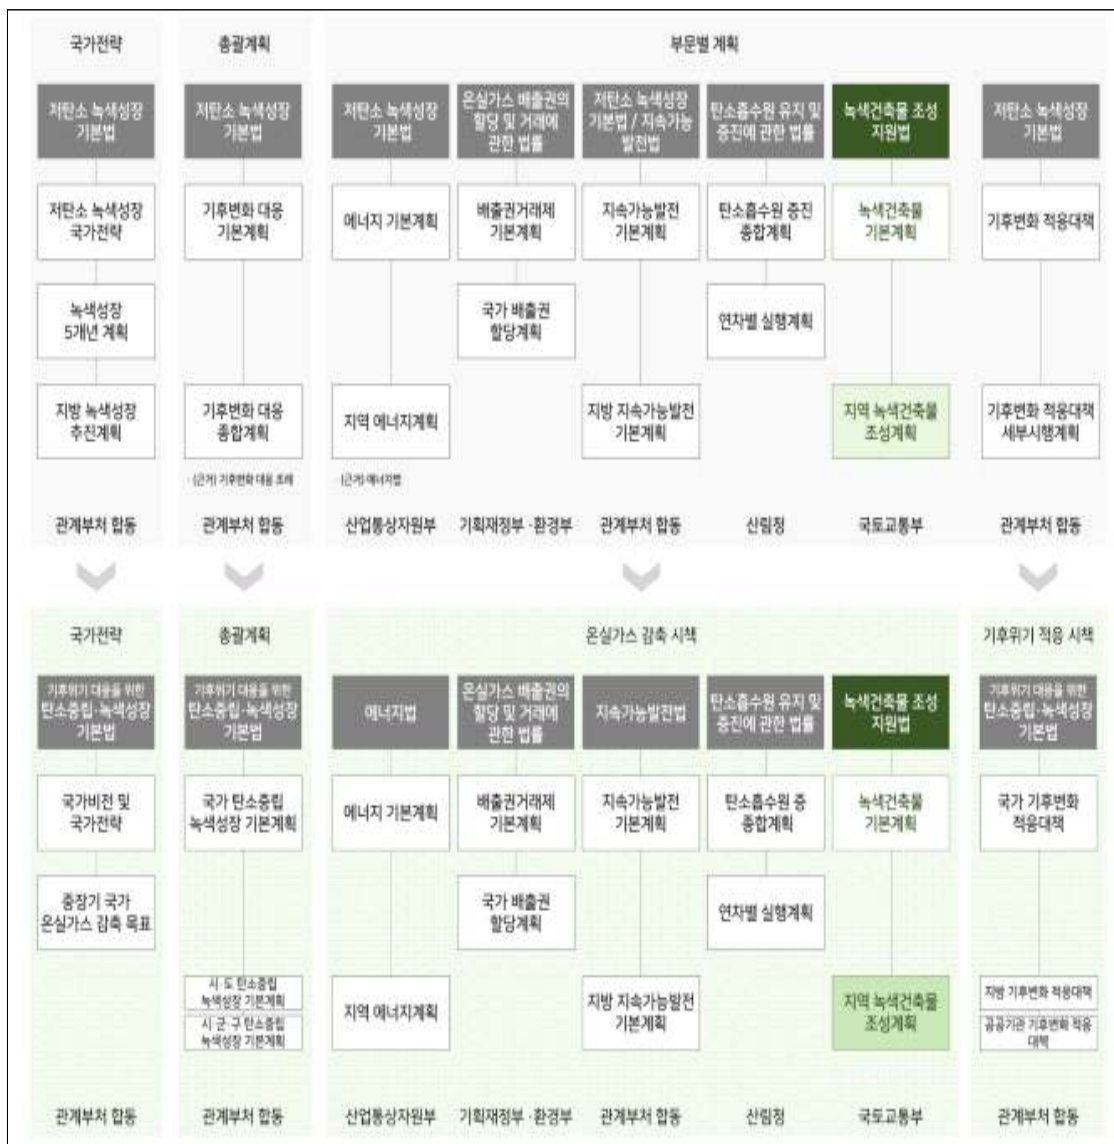 국가전략
총괄계획
부문별 계획
저탄소 녹색성장
기본법
저탄소 녹색성장
기본법
저탄소 녹색성장
기본법
온실가스 배출권의
할당 및 거래에
관한 법률
저탄소 녹색성장
기본법 / 지속가능
발전법
탄소흡수원 유지 및
증진에 관한 법률
녹색건축물 조성
지원법
저탄소 녹색성장
기본법
저탄소 녹색성장
국가전략
기후변화 대응
기본계획
에너지 기본계획
배출권거래제
기본계획
지속가능발전
기본계획
탄소흡수원 증진
종합계획
녹색건축물
기본계획
기후변화 적응대책
녹색성장
5개년 계획
국가 배출권
할당계획
연차별 실행계획
지방 녹색성장
추진계획
기후변화 대응
종합계획
지역 에너지계획
지방 지속가능발전
기본계획
지역 녹색건축물
조성계획
기후변화 적응대책
세부시행계획
- (근거) 기후변화 대응 조례
- (근거) 에너지법
관계부처 합동
관계부처 합동
산업통상자원부
기획재정부·환경부
관계부처 합동
산림청
국토교통부
관계부처 합동
국가전략
총괄계획
온실가스 감축 시책
기후위기 적응 시책
기후위기 대응을 위한
탄소중립·녹색성장
기본법
기후위기 대응을 위한
탄소중립·녹색성장
기본법
에너지법
온실가스 배출권의
할당 및 거래에
관한 법률
지속가능발전법
탄소흡수원 유지 및
증진에 관한 법률
녹색건축물 조성
지원법
기후위기 대응을 위한
탄소중립·녹색성장
기본법
국가비전 및
국가전략
국가 탄소중립
녹색성장 기본계획
에너지 기본계획
배출권거래제
기본계획
지속가능발전
기본계획
탄소흡수원 중
종합계획
녹색건축물
기본계획
국가 기후변화
적응대책
중장기 국가
온실가스 감축 목표
국가 배출권
할당계획
연차별 실행계획
시·도 탄소중립
녹색성장 기본계획
시·군·구 탄소중립
녹색성장 기본계획
지역 에너지계획
지방 지속가능발전
기본계획
지역 녹색건축물
조성계획
지방 기후변화 적응대책
공공기관 기후변화 적응
대책
관계부처 합동
관계부처 합동
산업통상자원부
기획재정부·환경부
관계부처 합동
산림청
국토교통부
관계부처 합동